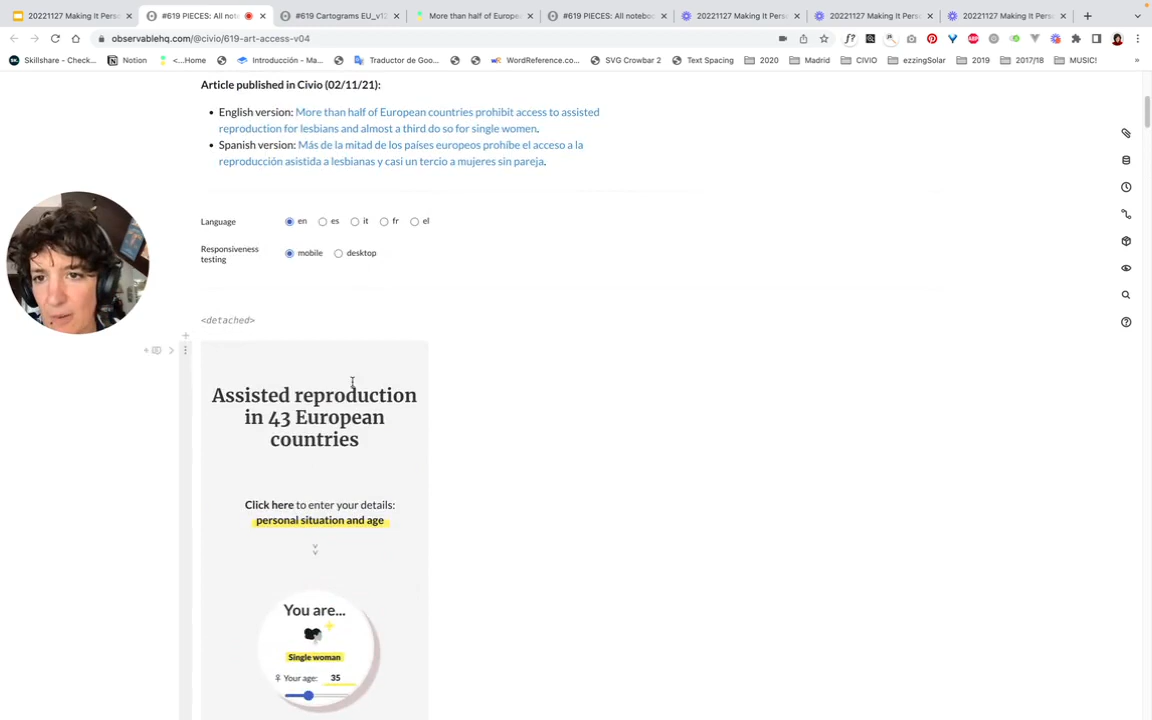 20221127 Making It Perso
#619 PIECES: All note
#619 Cartograms EU_v1
More than half of Europe
#619 PIECES: All notebo
20221127 Making It Perso
20221127 Making It Perso
20221127 Making It Perso
observablehq.com/@civio/619-art-access-v04
Skillshare - Check...
Notion
<...Home
Introducción - Ma...
Traductor de Goo...
WordReference.co...
SVG Crowbar 2
Text Spacing
2020
Madrid
CIVIO
ezzingSolar
2019
2017/18
MUSIC!
»
Article published in Civio (02/11/21):
• English version: More than half of European countries prohibit access to assisted
reproduction for lesbians and almost a third do so for single women.
• Spanish version: Más de la mitad de los países europeos prohíbe el acceso a la
reproducción asistida a lesbianas y casi un tercio a mujeres sin pareja.
Language en es it fr el
Responsiveness
testing
mobile desktop
<detached>
Assisted reproduction
in 43 European
countries
Click here to enter your details:
personal situation and age
You are...
Single woman
♀ Your age: 35